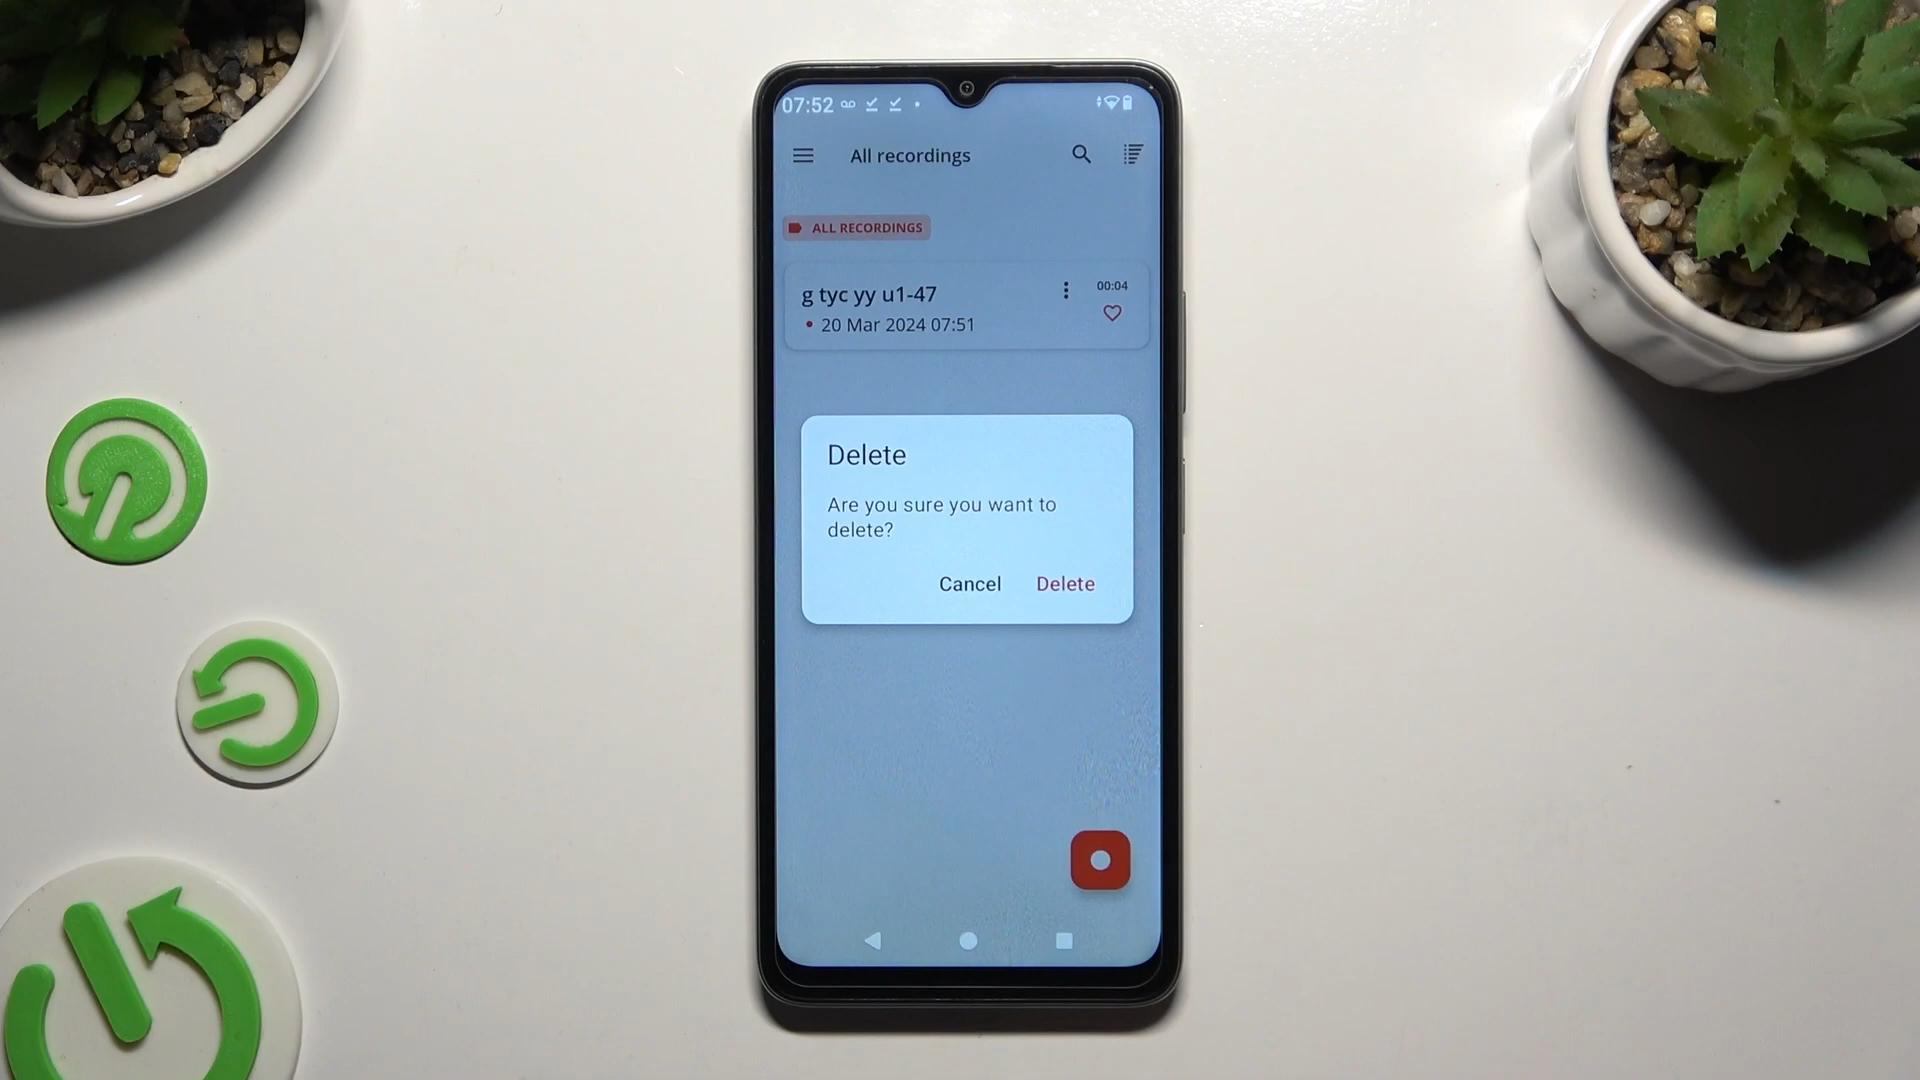 07:52
All recordings
ALL RECORDINGS
g tyc yy u1-47
00:04
20 Mar 2024 07:51
Delete
Are you sure you want to
delete?
Cancel Delete